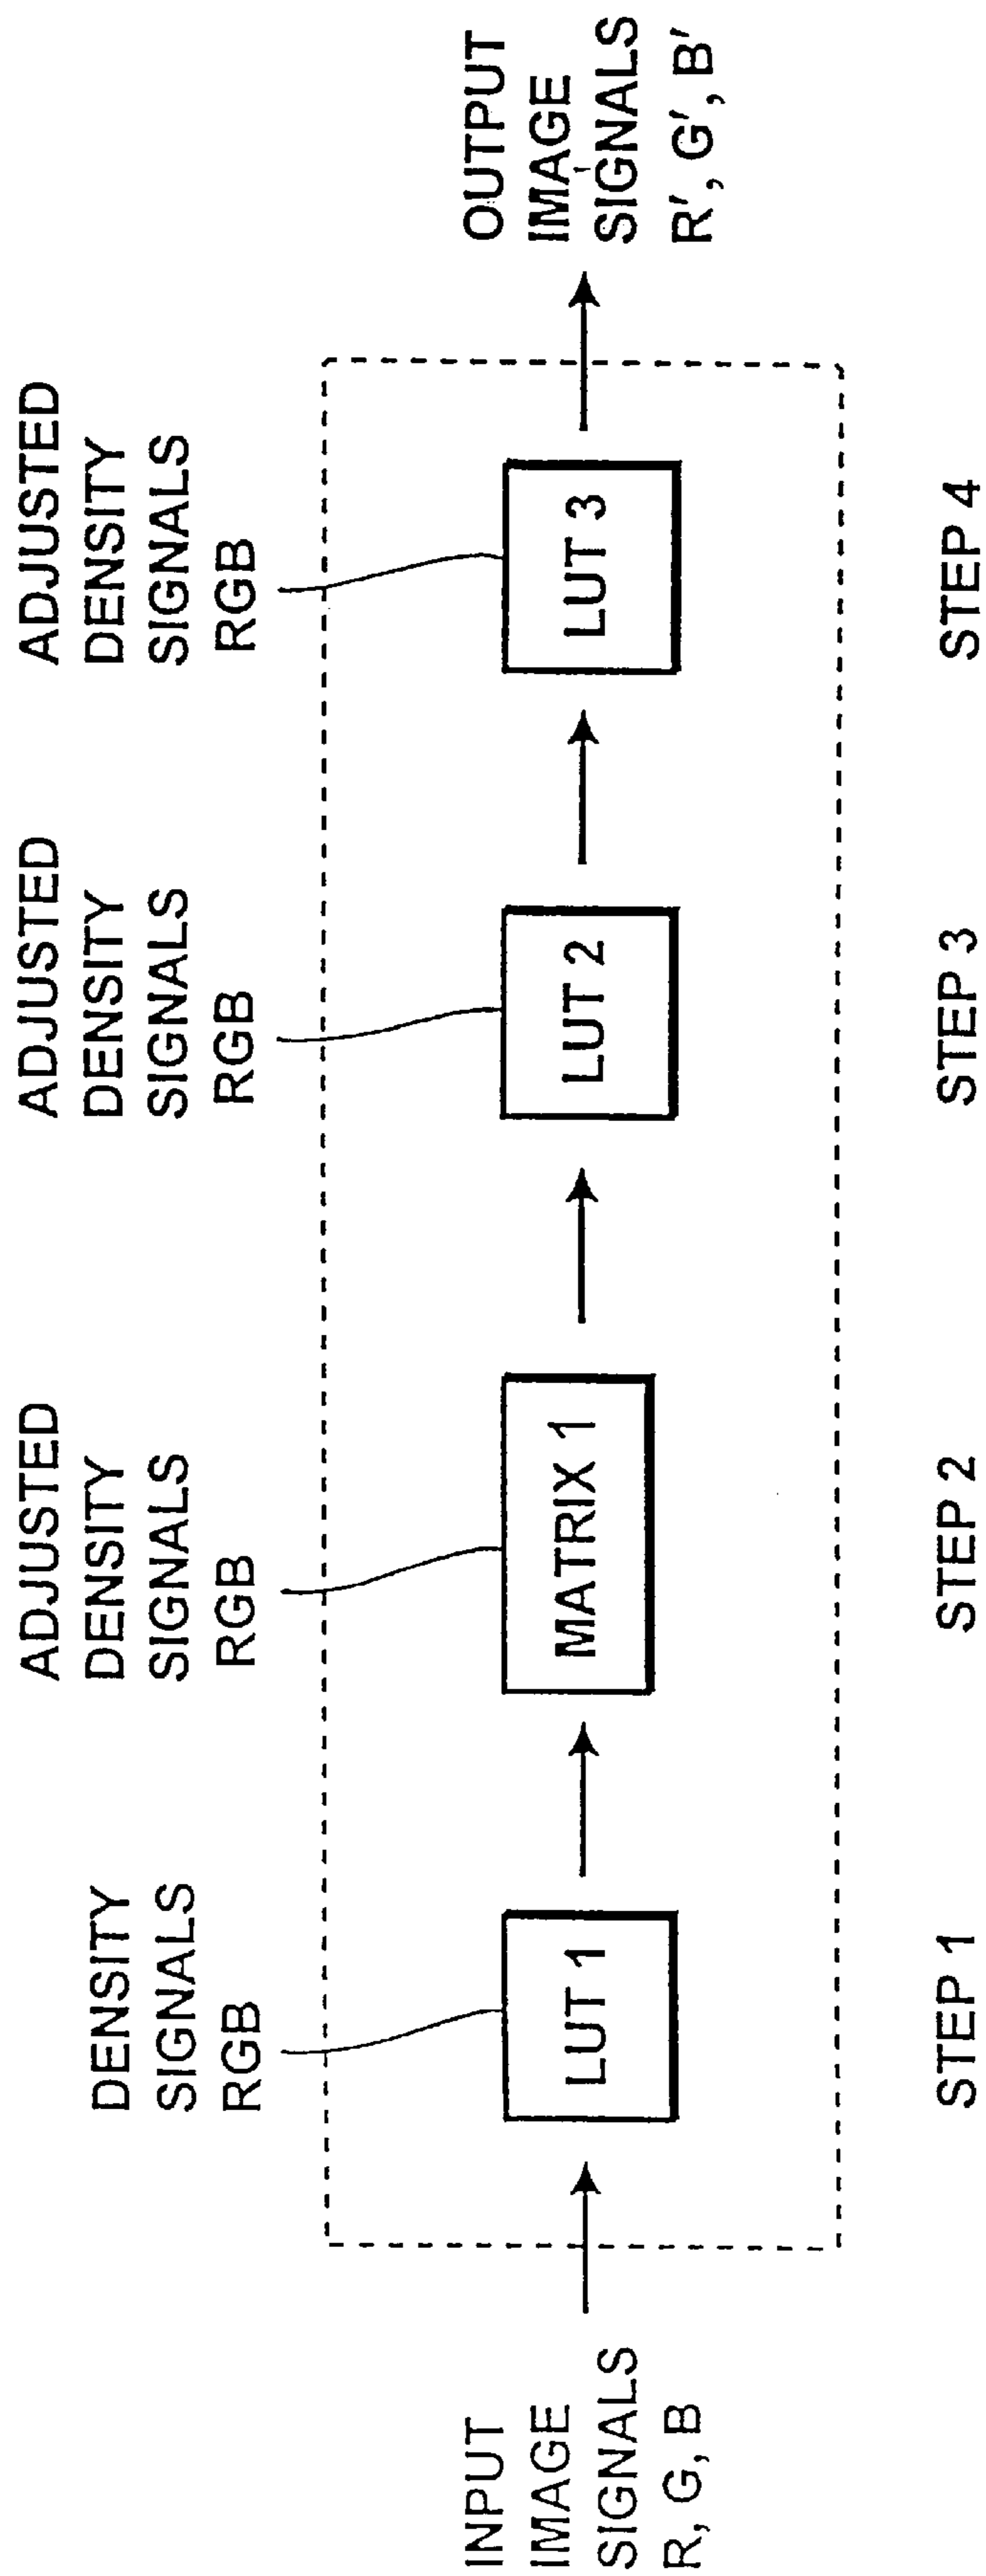 DENSITY
SIGNALS
RGB
ADJUSTED
DENSITY
SIGNALS
RGB
ADJUSTED
DENSITY
SIGNALS
RGB
ADJUSTED
DENSITY
SIGNALS
RGB
INPUT
IMAGE
SIGNALS
R, G, B
LUT 1
MATRIX 1
LUT 2
LUT 3
OUTPUT
IMAGE
SIGNALS
R', G', B'
STEP 1
STEP 2
STEP 3
STEP 4